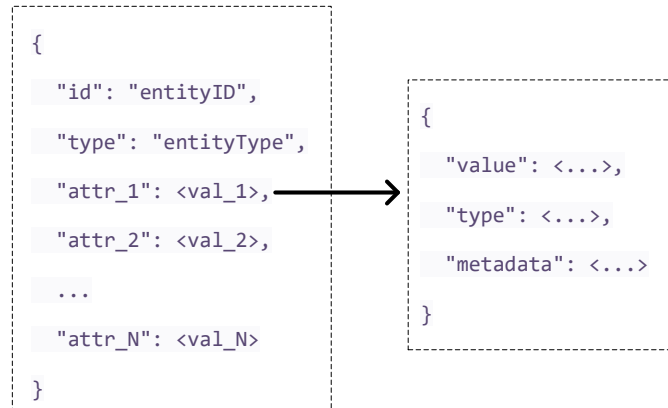 {
"id": "entityID",
"type": "entityType",
"attr_1": <val_1>,
"attr_2": <val_2>,
...
"attr_N": <val_N>
}
{
"value": <...>,
"type": <...>,
"metadata": <...>
}